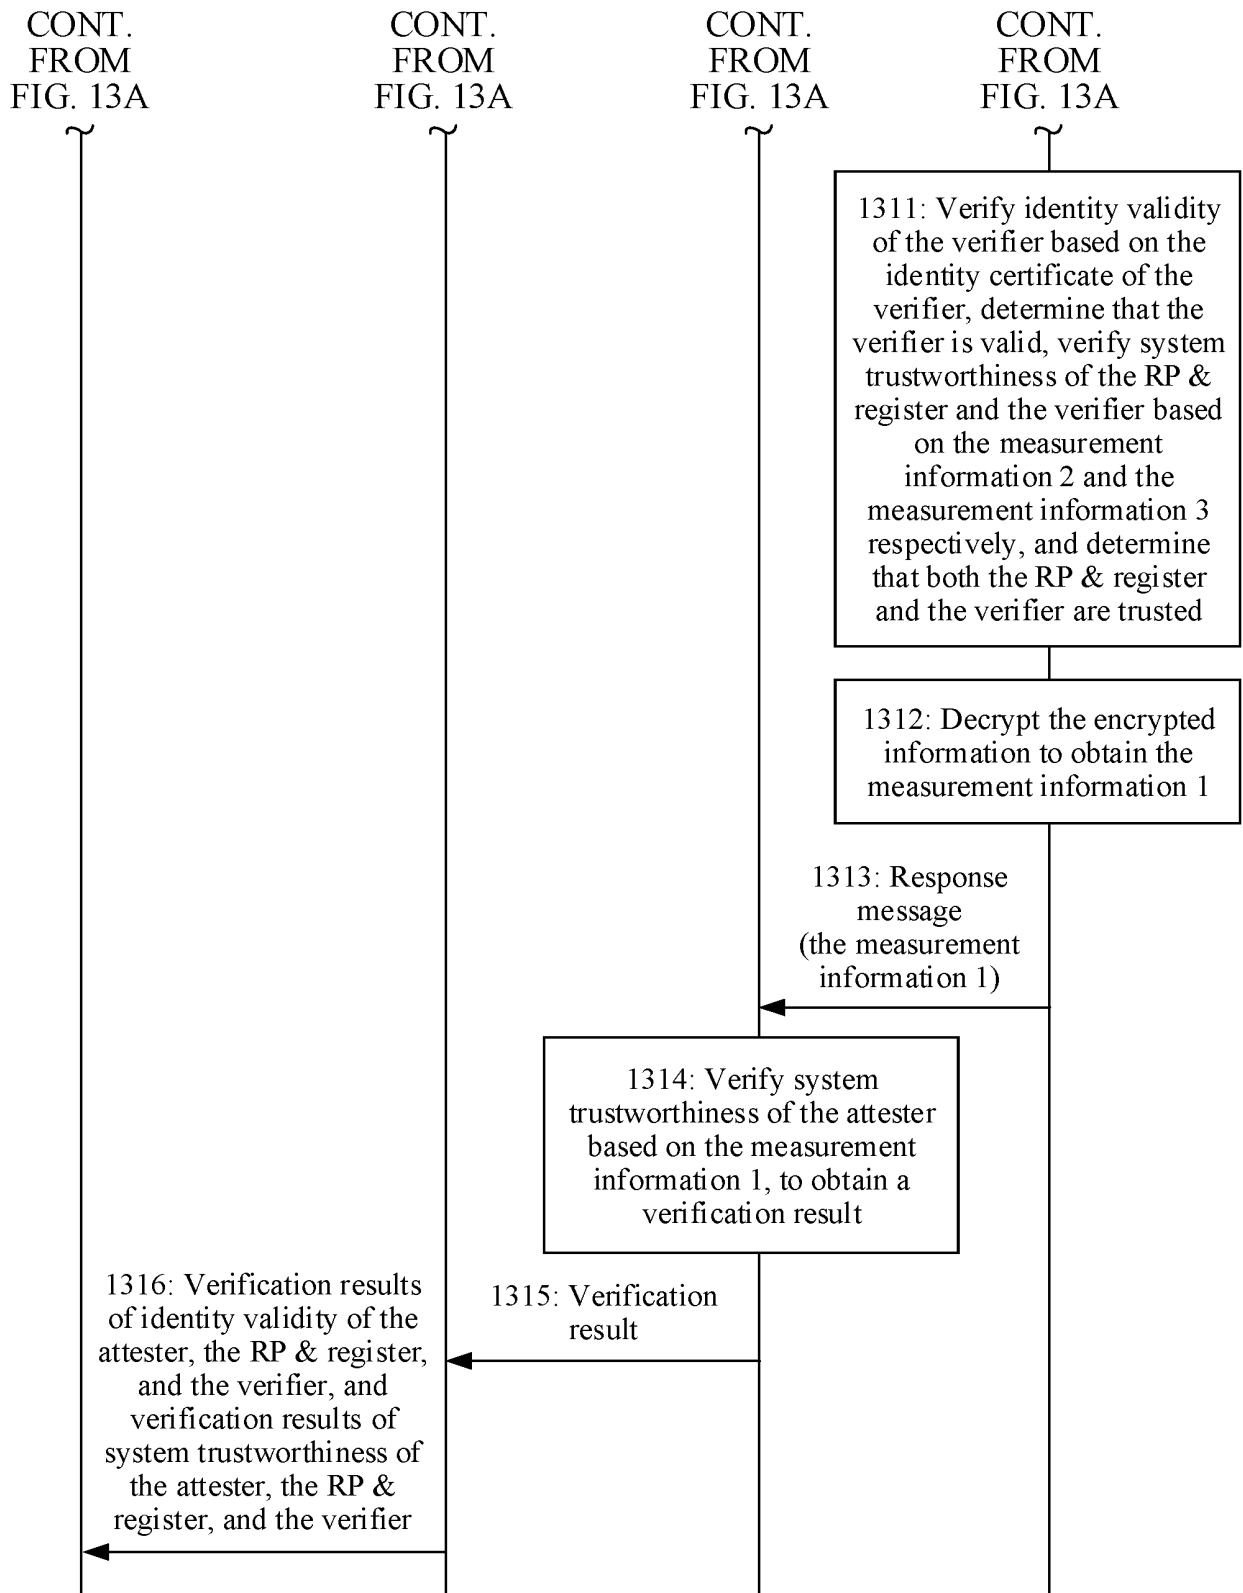 CONT.
FROM
FIG. 13A
CONT.
FROM
FIG. 13A
CONT.
FROM
FIG. 13A
CONT.
FROM
FIG. 13A
1311: Verify identity validity
of the verifier based on the
identity certificate of the
verifier, determine that the
verifier is valid, verify system
trustworthiness of the RP &
register and the verifier based
on the measurement
information 2 and the
measurement information 3
respectively, and determine
that both the RP & register
and the verifier are trusted
1312: Decrypt the encrypted
information to obtain the
measurement information 1
1313: Response
message
(the measurement
information 1)
1314: Verify system
trustworthiness of the attester
based on the measurement
information 1, to obtain a
verification result
1315: Verification
result
1316: Verification results
of identity validity of the
attester, the RP & register,
and the verifier, and
verification results of
system trustworthiness of
the attester, the RP &
register, and the verifier